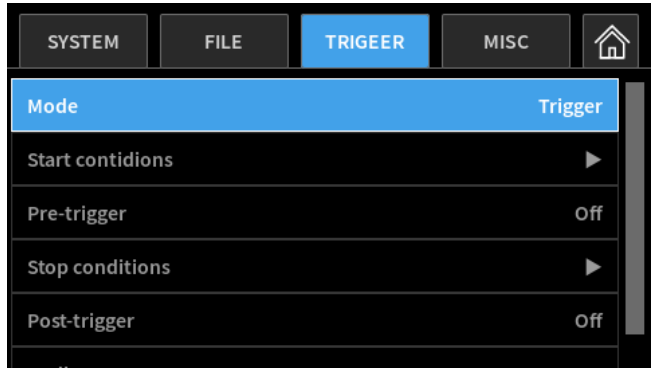 SYSTEM FILE TRIGEER MISC
Mode Trigger
Start contidions
Pre-trigger Off
Stop conditions
Post-trigger Off